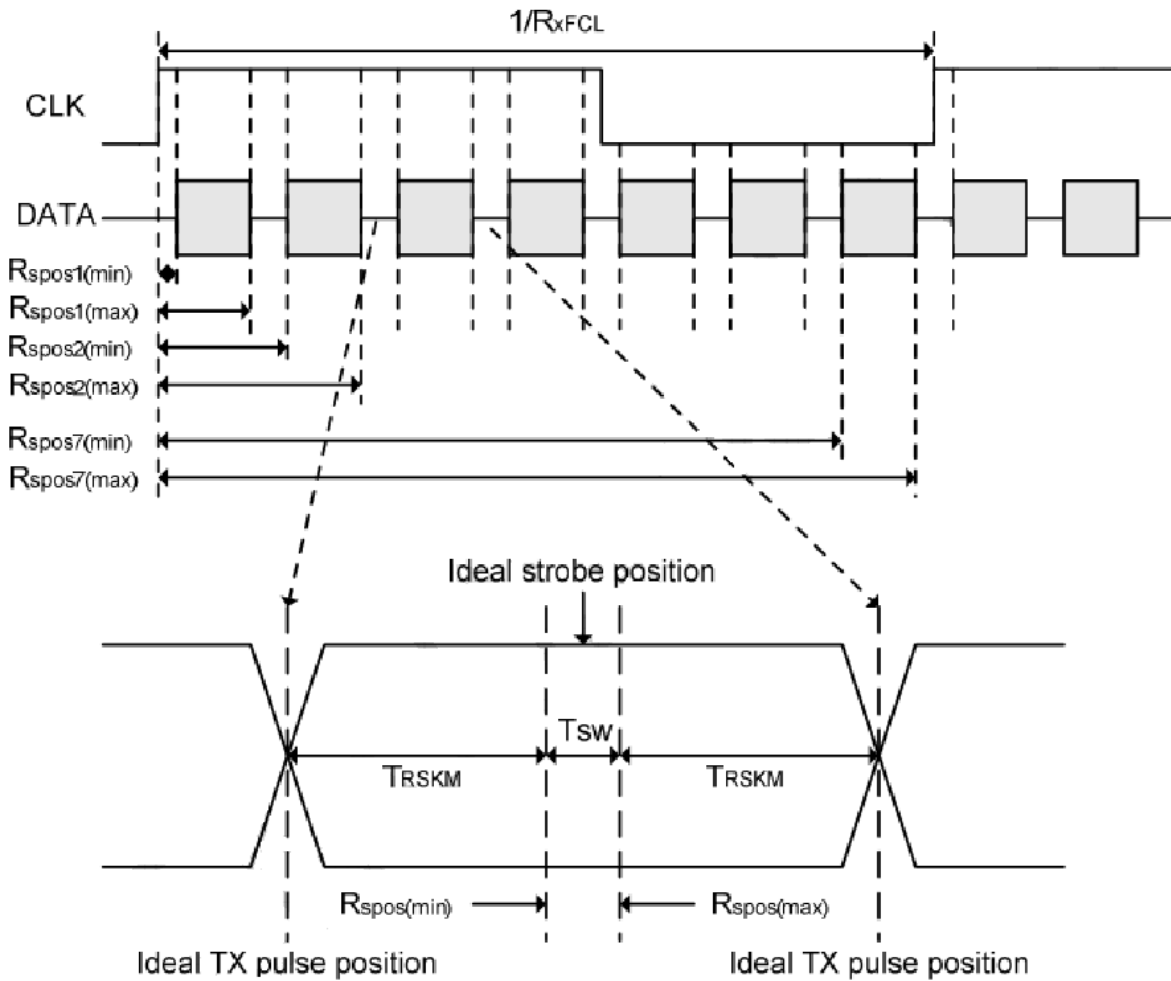 1/RxFCL
CLK
DATA
Rspos1(min)
Rspos1(max)
Rspos2(min)
Rspos2(max)
Rspos7(min)
Rspos7(max)
Ideal strobe position
Tsw
TRSKM TRSKM
Rspos(min) Rspos(max)
Ideal TX pulse position Ideal TX pulse position